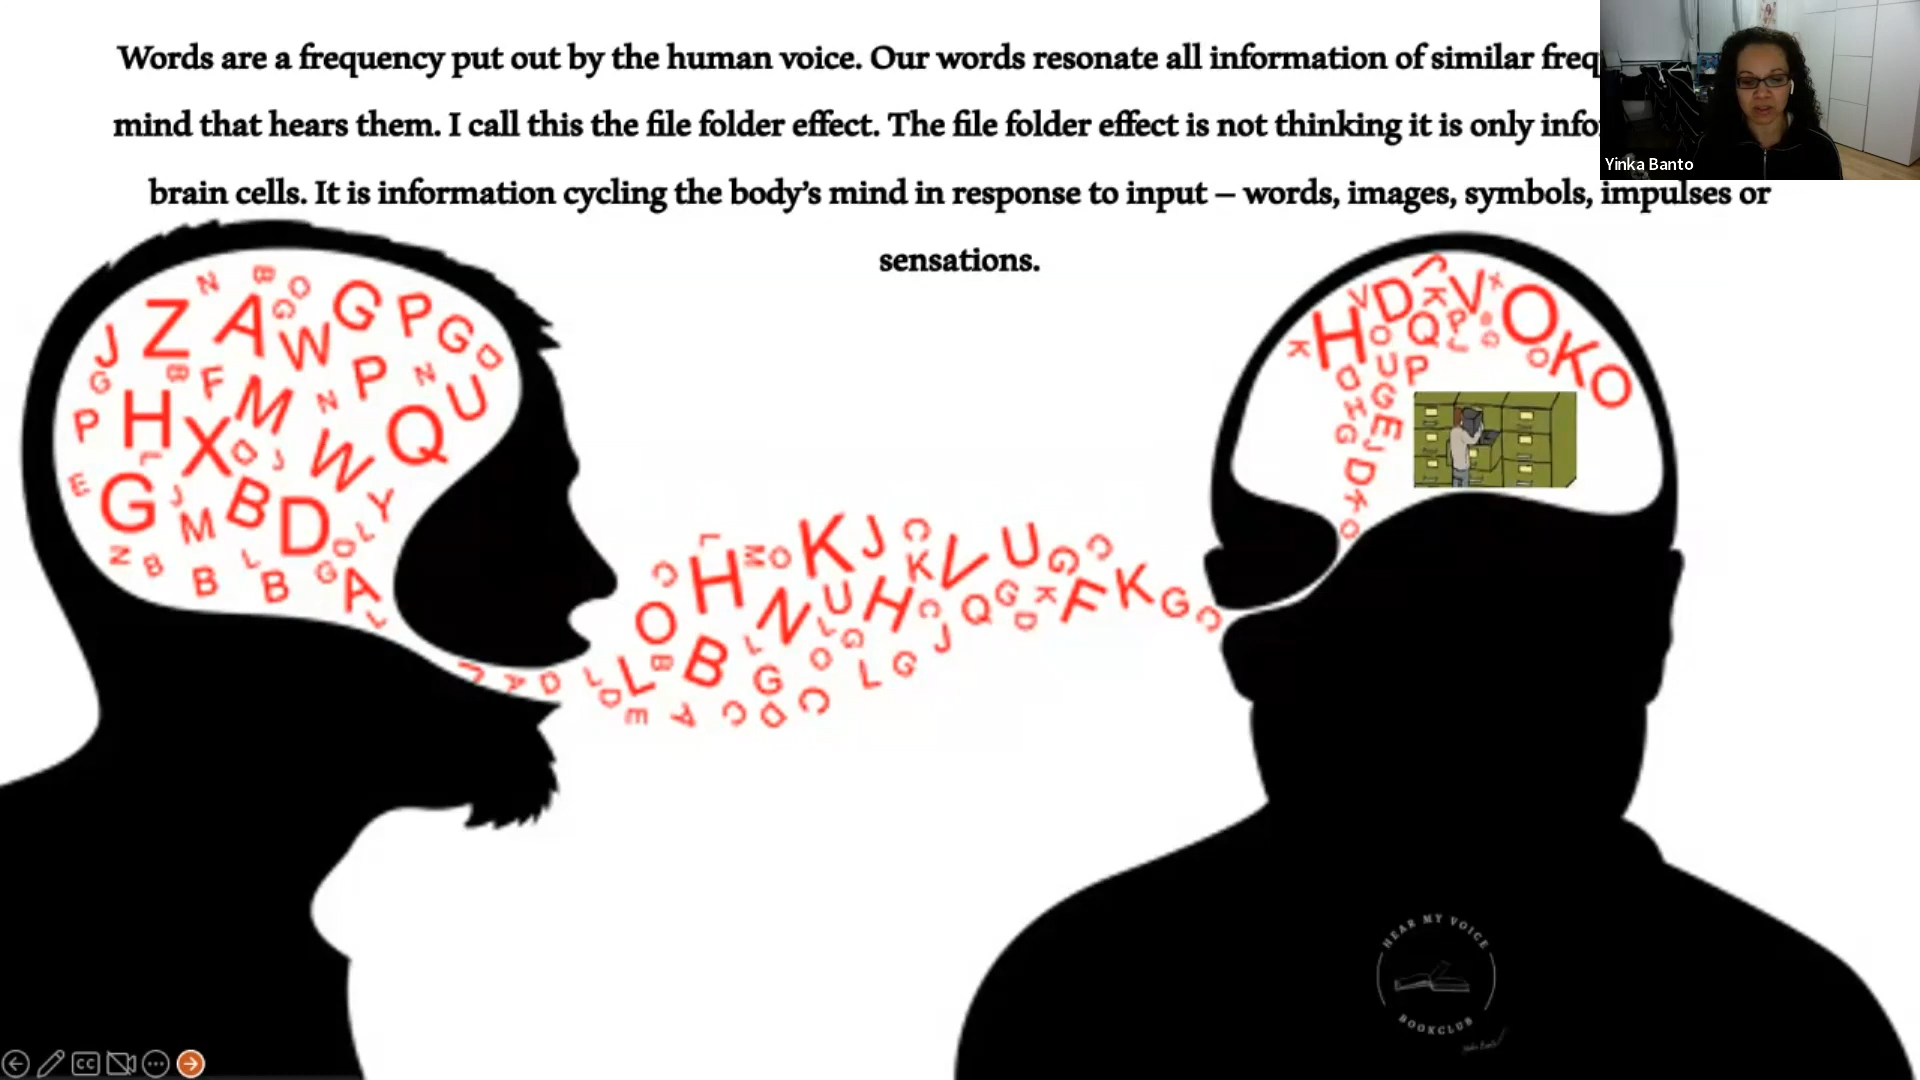 Words are a frequency put out by the human voice. Our words resonate all information of similar
mind that hears them. I call this the file folder effect. The file folder effect is not thinking it is only
brain cells. It is information cycling the body’s mind in response to input – words, images, symbols, impulses or
sensations.
Yinka Banto
HEAR MY VOICE
BOOKCLUB
CC